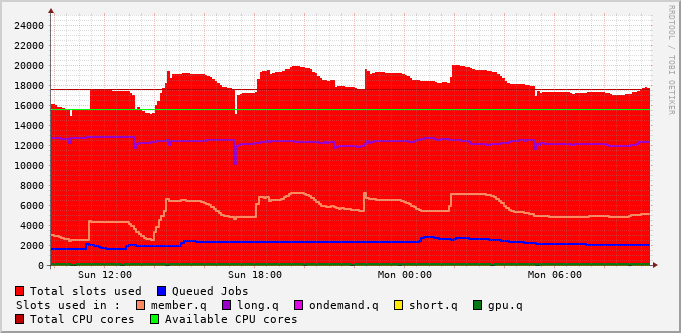 RRDTOOL / TOBI OETIKER
24000
22000
20000
18000
16000
14000
12000
10000
8000
6000
4000
2000
0
Sun 12:00 Sun 18:00 Mon 00:00 Mon 06:00
Total slots used Queued Jobs
Slots used in : member.q long.q ondemand.q short.q gpu.q
Total CPU cores Available CPU cores